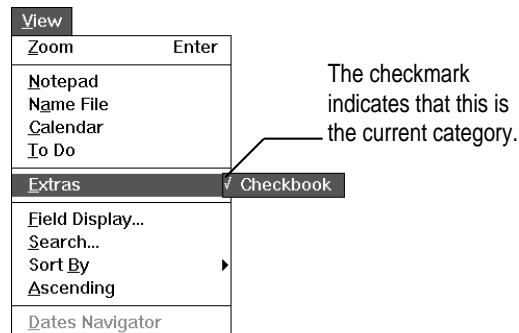 View
Zoom Enter
Notepad
Name File
Calendar
To Do
Extras
√ Checkbook
Field Display...
Search...
Sort By
Ascending
Dates Navigator
The checkmark
indicates that this is
the current category.